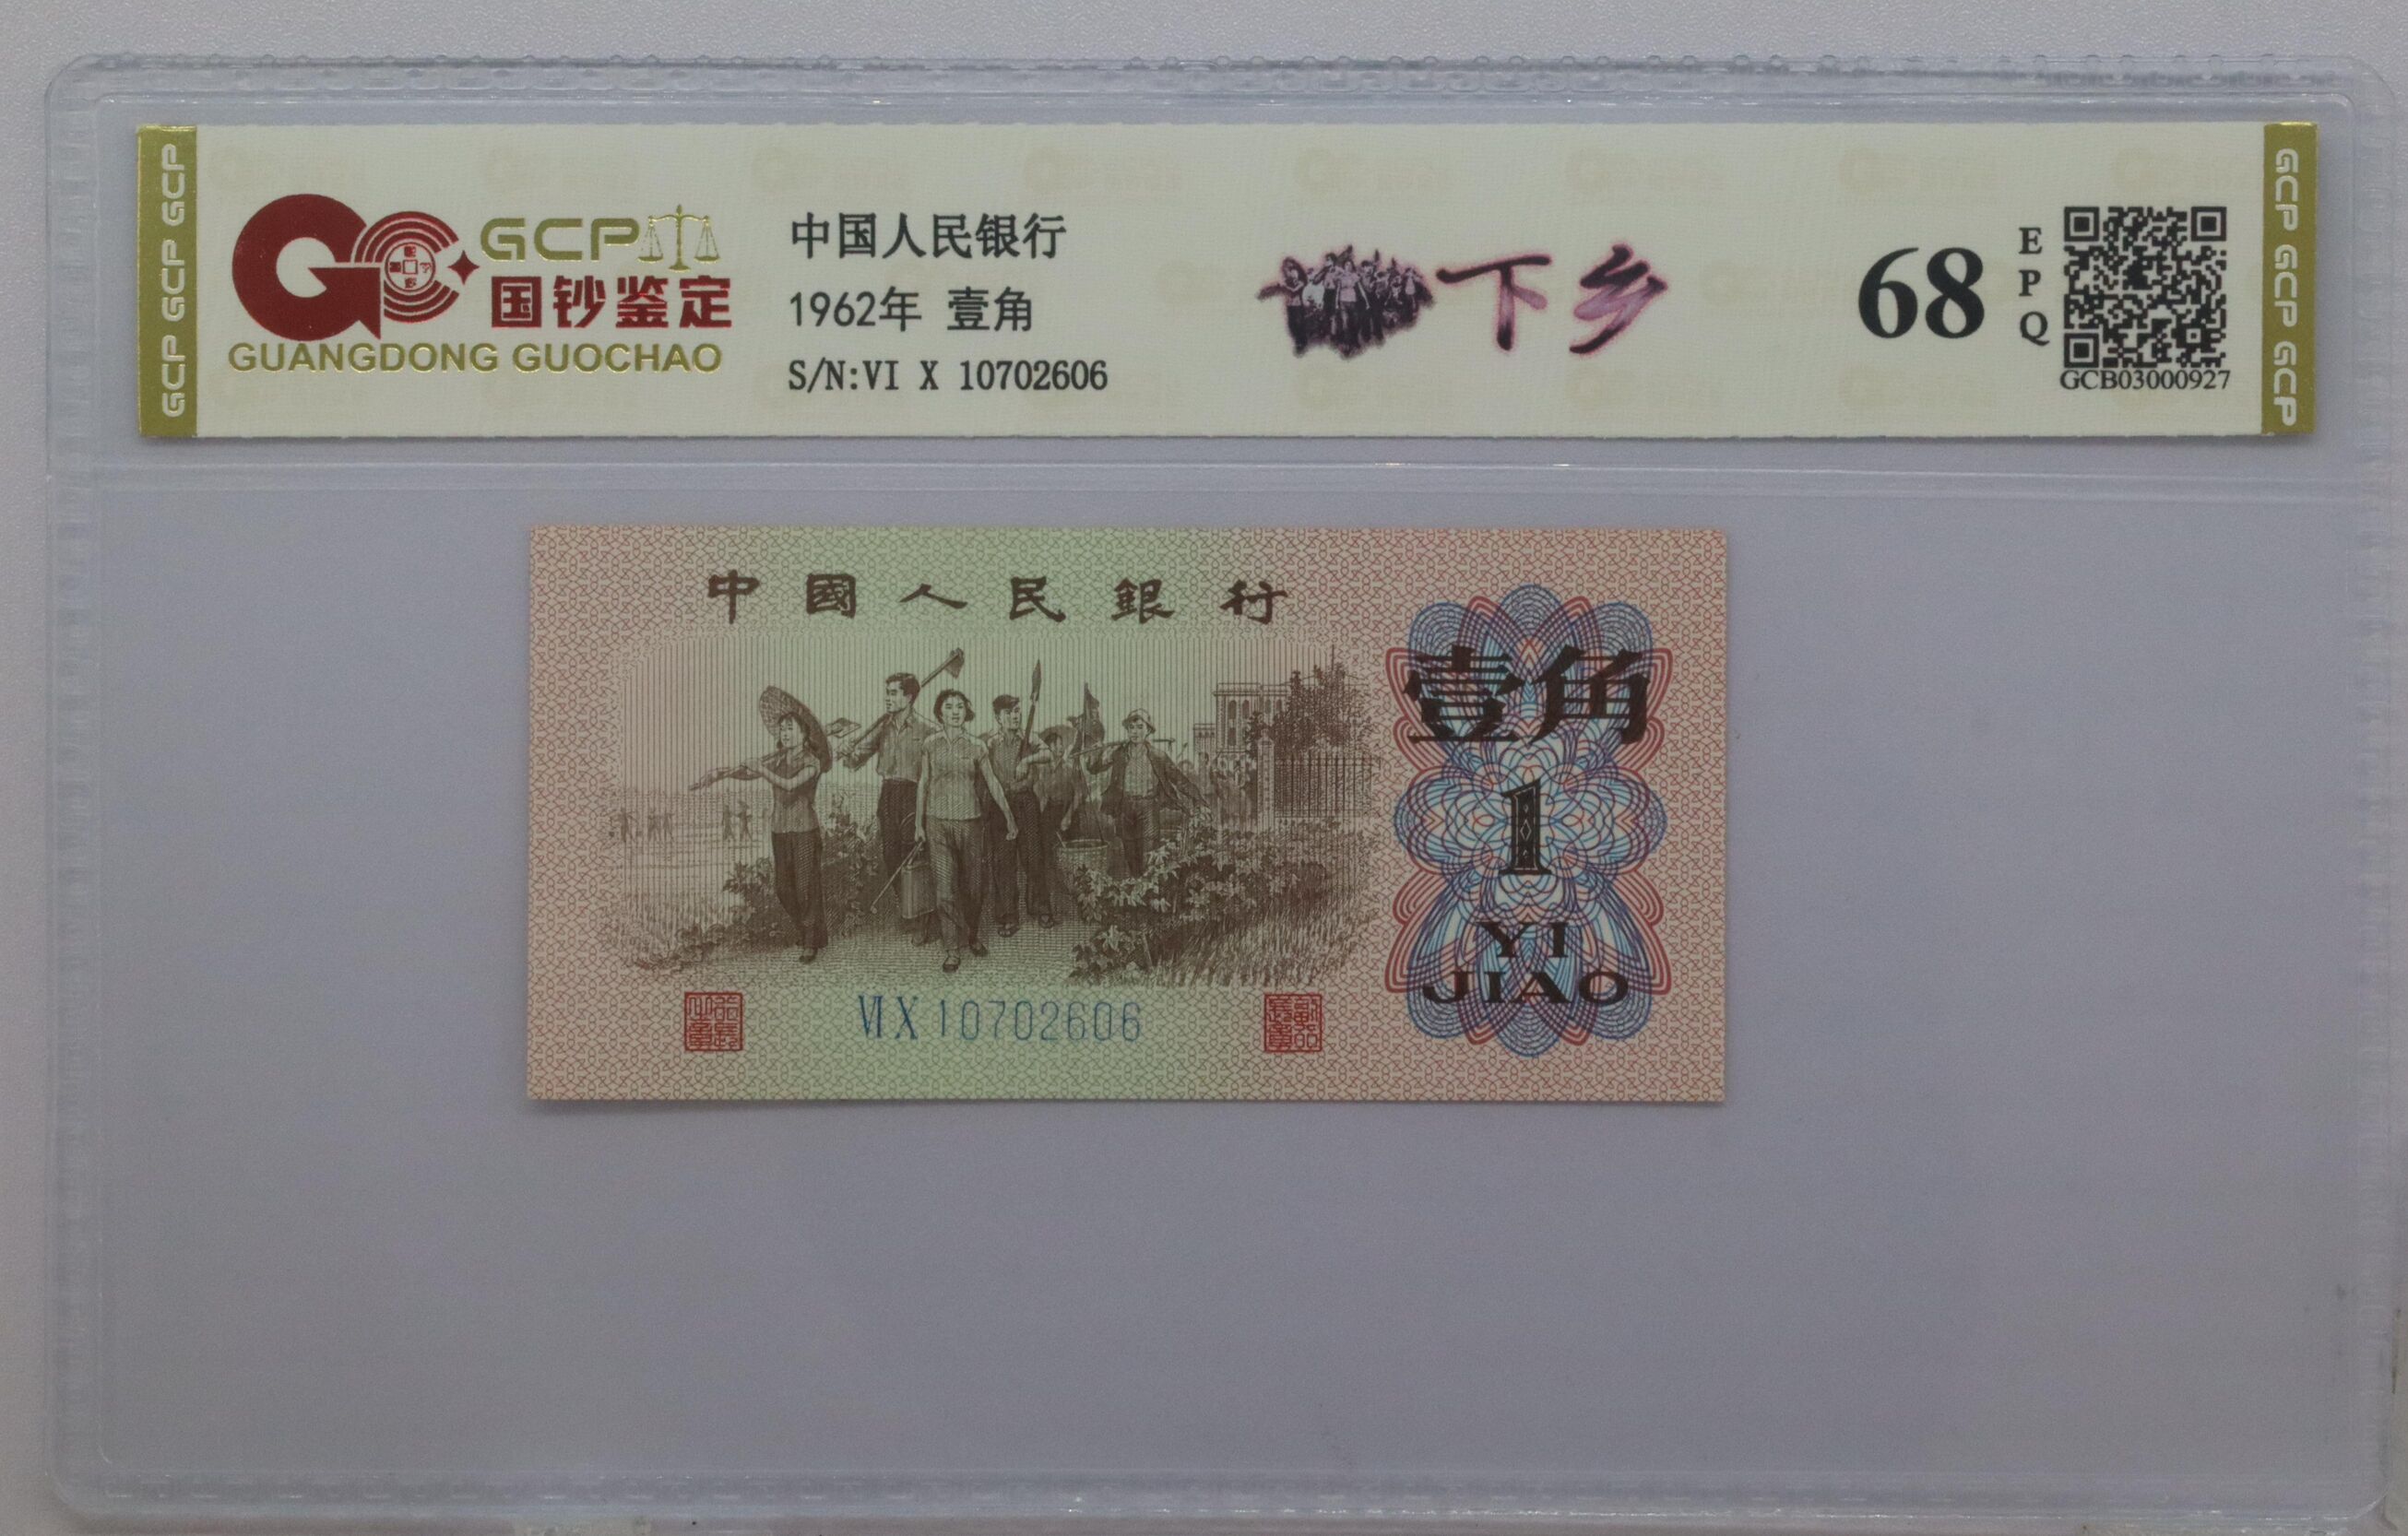 GCP GCP GCP
GCP
国钞鉴定
GUANGDONG GUOCHAO
中国人民银行
1962年 壹角
S/N:VI X 10702606
下乡
68
EPQ
GCB03000927
GCP GCP GCP
中國人民銀行
壹角
1
YI
JIAO
VI X 10702606